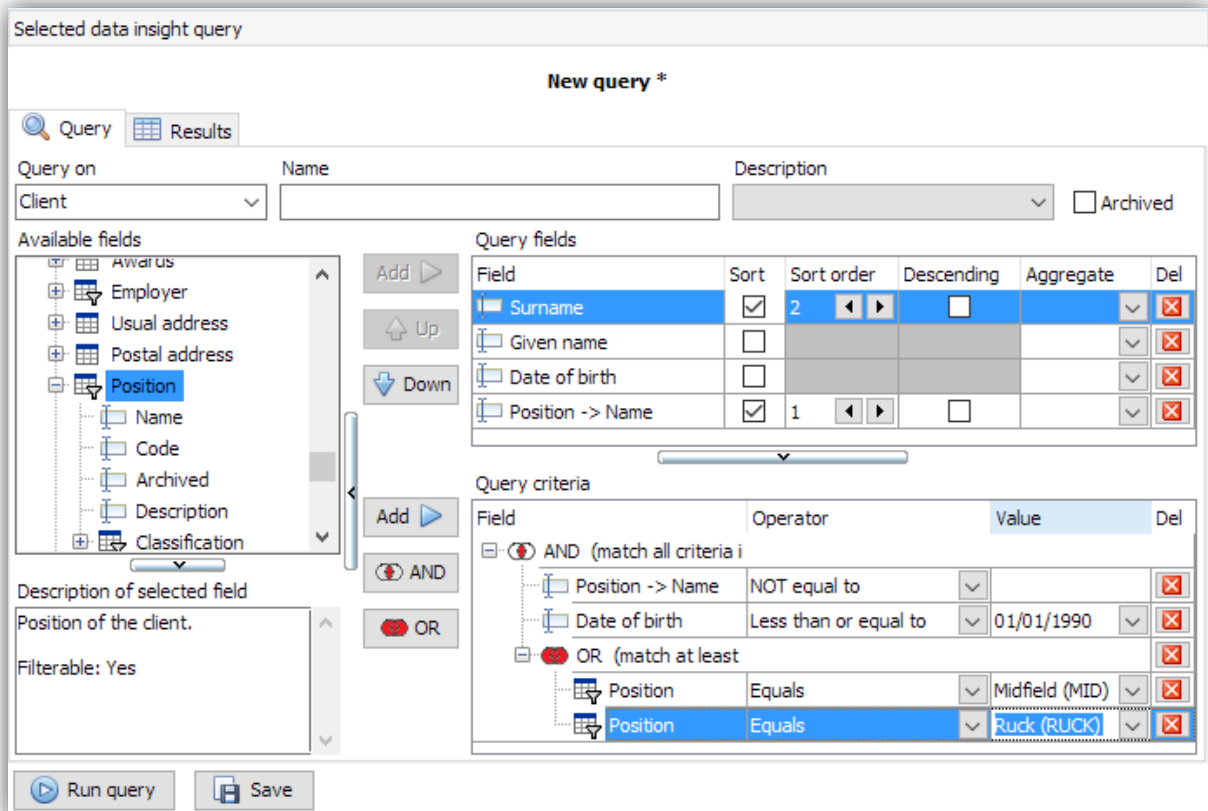 Selected data insight query
New query *
Query Results
Query on Name Description
Client Archived
Available fields
Awards
Employer
Usual address
Postal address
Position
Name
Code
Archived
Description
Classification
Description of selected field
Position of the client.
Filterable: Yes
Add
Up
Down
Add
AND
OR
Query fields
Field Sort Sort order Descending Aggregate Del
Surname 2
Given name
Date of birth
Position -> Name 1
Query criteria
Field Operator Value Del
AND (match all criteria i
Position -> Name NOT equal to
Date of birth Less than or equal to 01/01/1990
OR (match at least
Position Equals Midfield (MID)
Position Equals Ruck (RUCK)
Run query Save